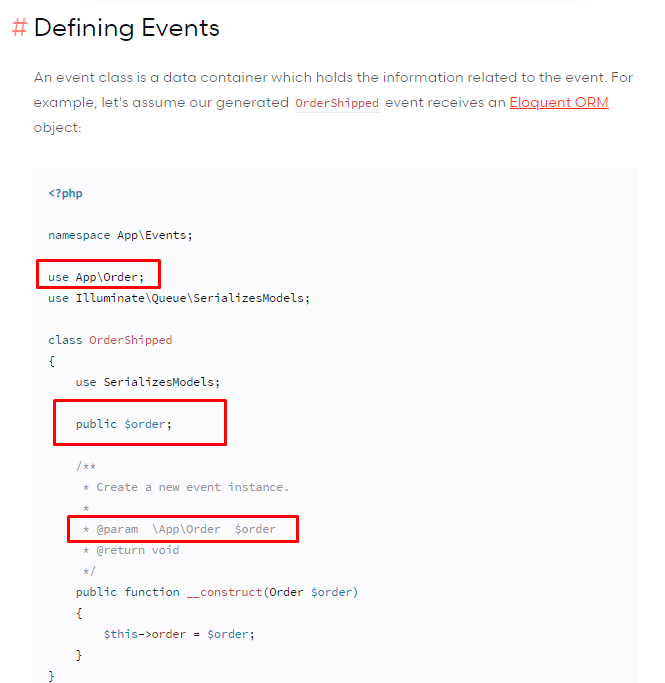 # Defining Events
An event class is a data container which holds the information related to the event. For
example, let's assume our generated OrderShipped event receives an Eloquent ORM
object:
<?php
namespace App\Events;
use App\Order;
use Illuminate\Queue\SerializesModels;
class OrderShipped
{
    use SerializesModels;
    public $order;
    /**
     * Create a new event instance.
     *
     * @param  \App\Order  $order
     * @return void
     */
    public function __construct(Order $order)
    {
        $this->order = $order;
    }
}